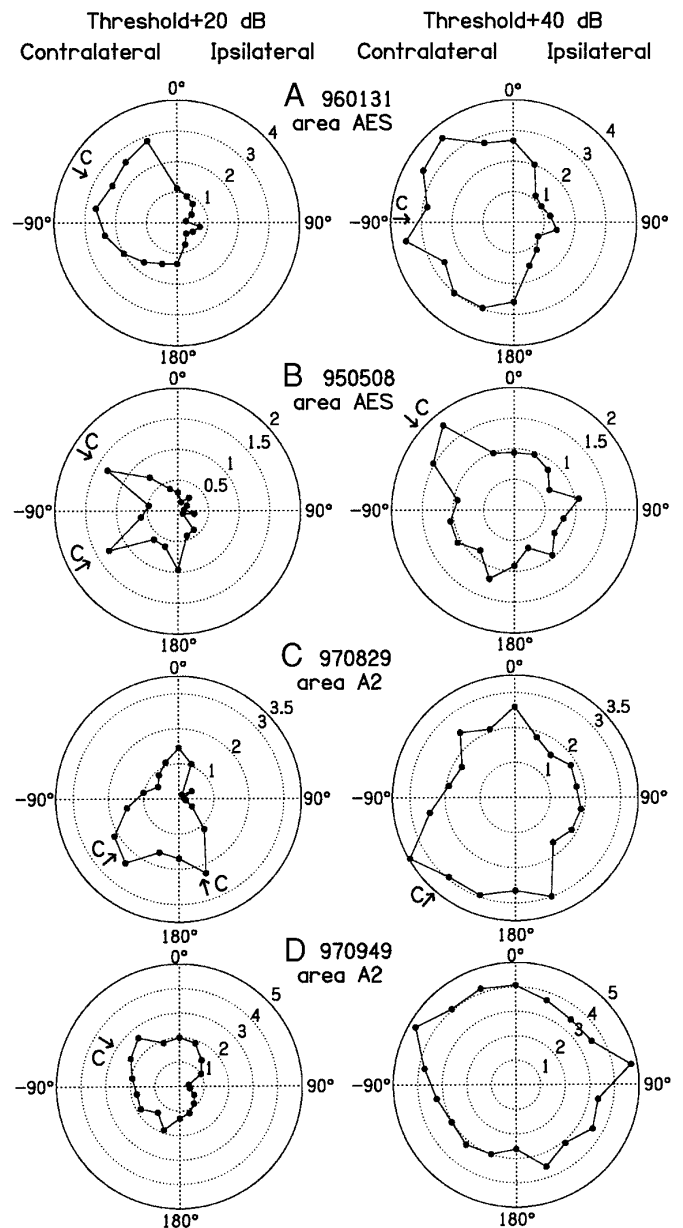 Threshold+20 dB Threshold+40 dB
Contralateral Ipsilateral Contralateral Ipsilateral
A 960131
area AES
0° 0°
C 4 4
3 3
2 2
1 1
C
-90° 90° -90° 90°
180° 180°
B 950508
area AES
0° 0°
C 2 C 2
1.5 1.5
1 1
0.5
-90° 90° -90° 90°
C
180° 180°
C 970829
area A2
0° 0°
3.5 3.5
3 3
2 2
1 1
-90° 90° -90° 90°
C C C
180° 180°
D 970949
area A2
0° 0°
5 5
4 4
3 3
2 2
1 1
C
-90° 90° -90° 90°
180° 180°